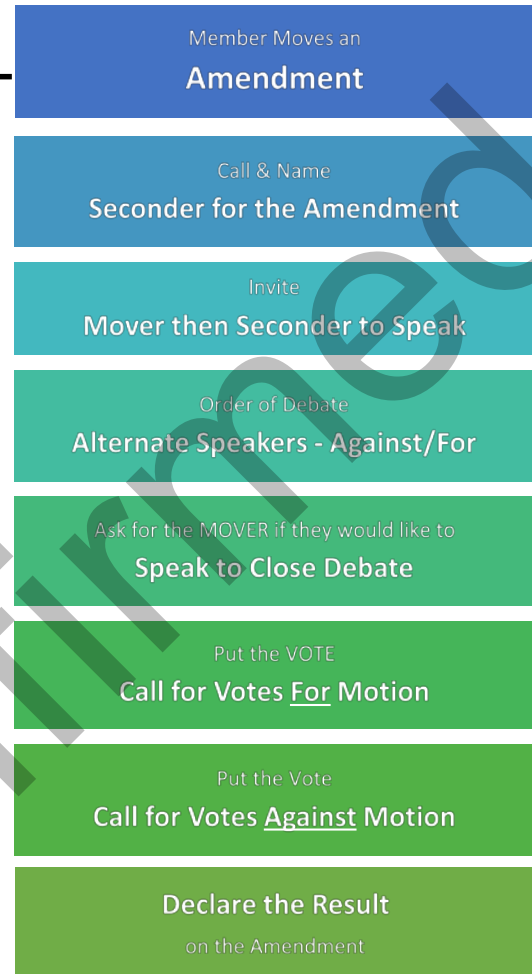 Member Moves an
Amendment
Call & Name
Seconder for the Amendment
Invite
Mover then Seconder to Speak
Order of Debate
Alternate Speakers - Against/For
Ask for the MOVER if they would like to
Speak to Close Debate
Put the VOTE
Call for Votes For Motion
Put the Vote
Call for Votes Against Motion
Declare the Result
on the Amendment
firmed